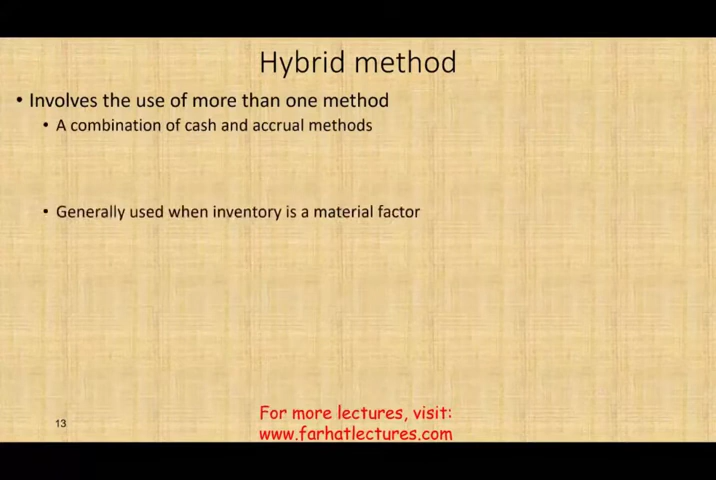 Hybrid method
• Involves the use of more than one method
• A combination of cash and accrual methods
• Generally used when inventory is a material factor
13
For more lectures, visit:
www.farhatlectures.com